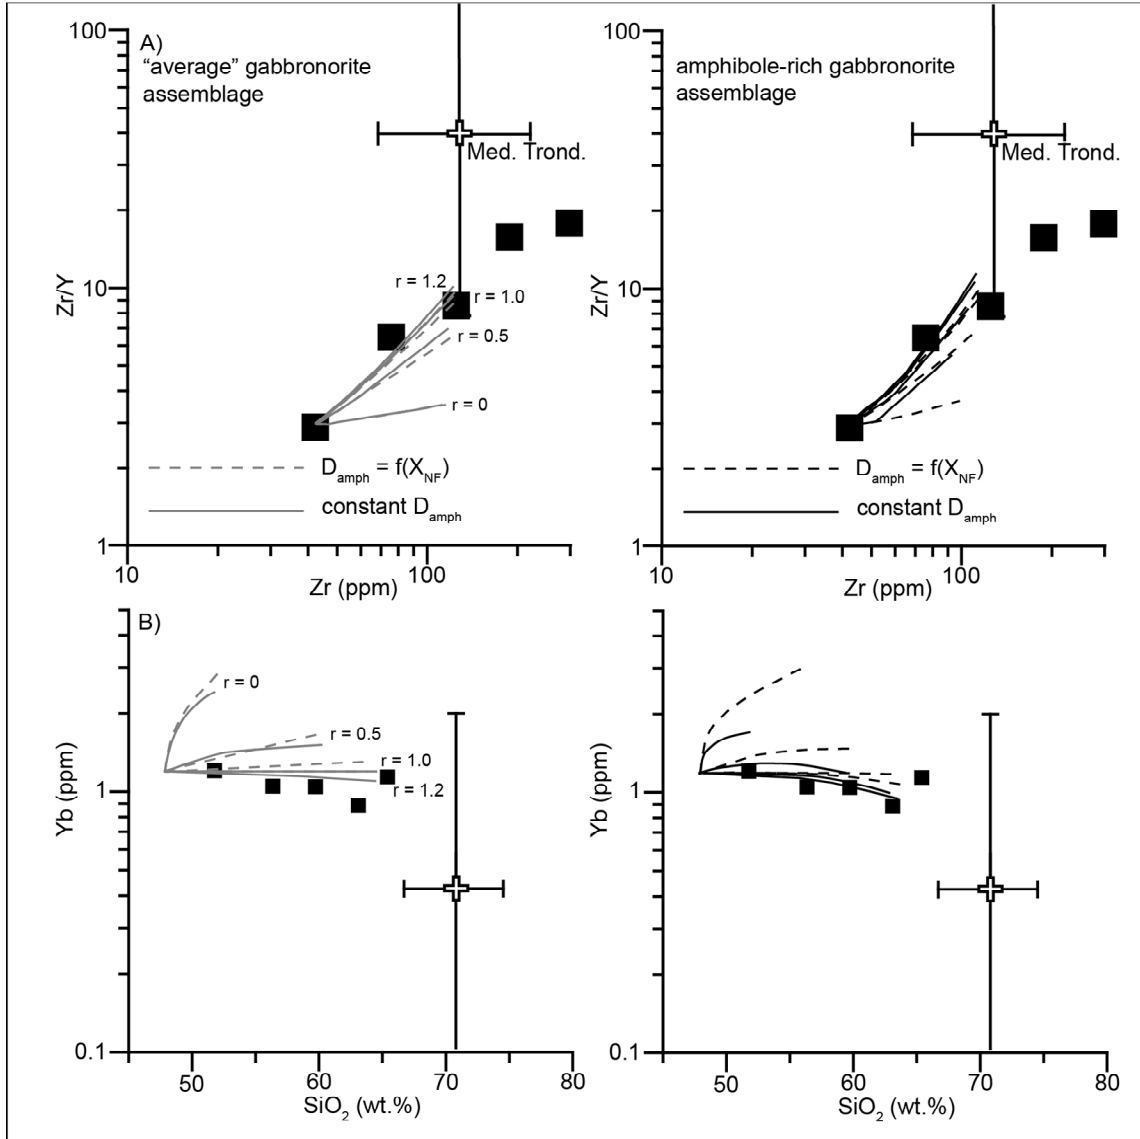 A)
"average" gabbronorite
assemblage
100
10
1
Zr/Y
Med. Trond.
r = 1.2
r = 1.0
r = 0.5
r = 0
D_amph = f(X_NF)
constant D_amph
10
100
Zr (ppm)
amphibole-rich gabbronorite
assemblage
100
10
1
Zr/Y
Med. Trond.
D_amph = f(X_NF)
constant D_amph
10
100
Zr (ppm)
B)
1
0.1
Yb (ppm)
r = 0
r = 0.5
r = 1.0
r = 1.2
50
60
70
80
SiO₂ (wt.%)
1
0.1
Yb (ppm)
50
60
70
80
SiO₂ (wt.%)